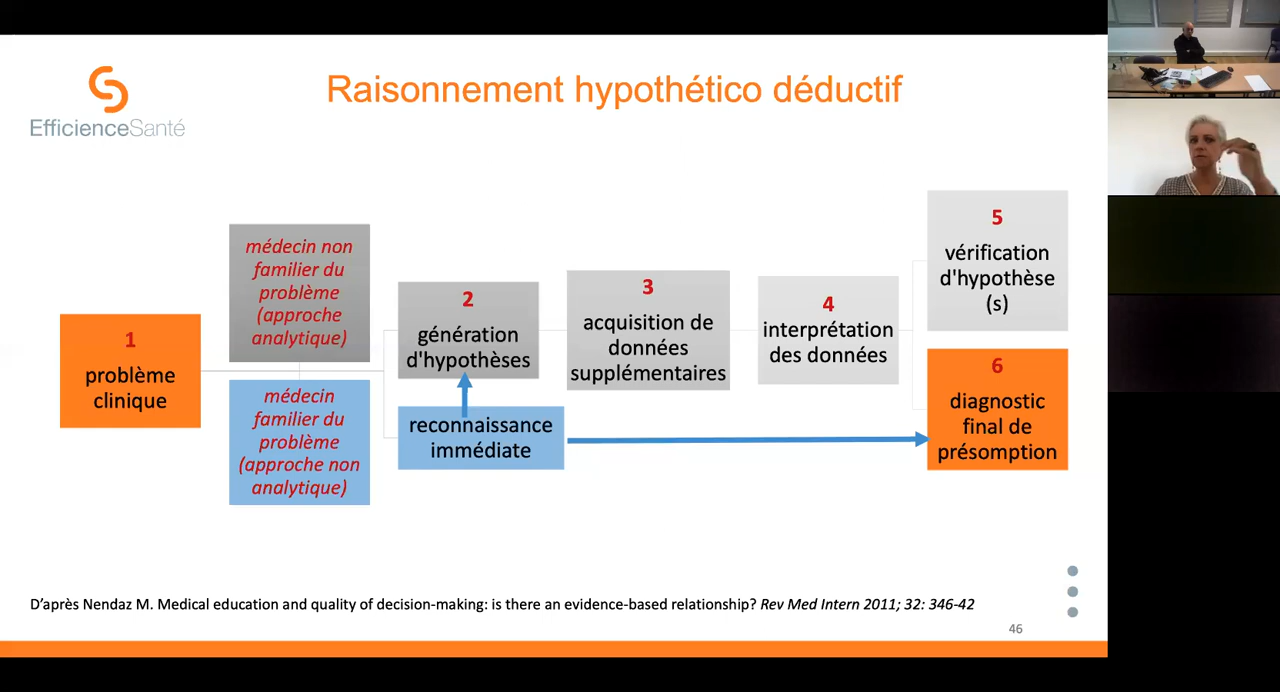 EfficienceSanté
Raisonnement hypothético déductif
1
problème
clinique
médecin non
familier du
problème
(approche
analytique)
médecin
familier du
problème
(approche non
analytique)
2
génération
d'hypothèses
reconnaissance
immédiate
3
acquisition de
données
supplémentaires
4
interprétation
des données
5
vérification
d'hypothèse
(s)
6
diagnostic
final de
présomption
D'après Nendaz M. Medical education and quality of decision-making: is there an evidence-based relationship? Rev Med Intern 2011; 32: 346-42
46